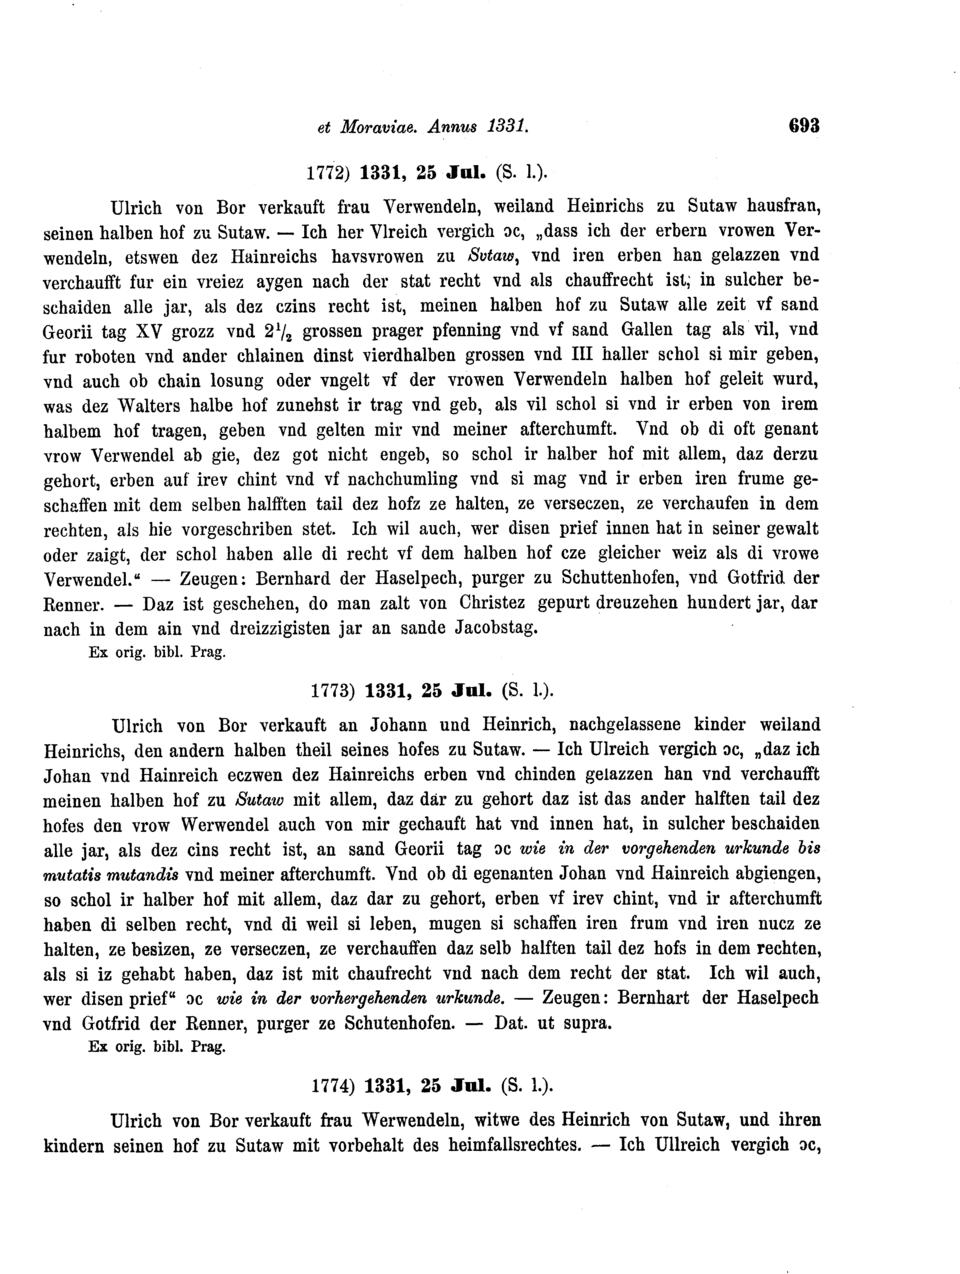 et Moraviae. Annus 1331. 693
1772) 1331, 25 Jul. (S. l.).
Ulrich von Bor verkauft frau Verwendeln, weiland Heinrichs zu Sutaw hausfran,
seinen halben hof zu Sutaw. — Ich her Vlreich vergich ɔc, „dass ich der erbern vrowen Ver-
wendeln, etswen dez Hainreichs havsvrowen zu Svtaw, vnd iren erben han gelazzen vnd
verchaufft fur ein vreiez aygen nach der stat recht vnd als chauffrecht ist, in sulcher be-
schaiden alle jar, als dez czins recht ist, meinen halben hof zu Sutaw alle zeit vf sand
Georii tag XV grozz vnd 2¹/₂ grossen prager pfenning vnd vf sand Gallen tag als vil, vnd
fur roboten vnd ander chlainen dinst vierdhalben grossen vnd III haller schol si mir geben,
vnd auch ob chain losung oder vngelt vf der vrowen Verwendeln halben hof geleit wurd,
was dez Walters halbe hof zunehst ir trag vnd geb, als vil schol si vnd ir erben von irem
halbem hof tragen, geben vnd gelten mir vnd meiner afterchumft. Vnd ob di oft genant
vrow Verwendel ab gie, dez got nicht engeb, so schol ir halber hof mit allem, daz derzu
gehort, erben auf irev chint vnd vf nachchumling vnd si mag vnd ir erben iren frume ge-
schaffen mit dem selben halfften tail dez hofz ze halten, ze verseczen, ze verchaufen in dem
rechten, als hie vorgeschriben stet. Ich wil auch, wer disen prief innen hat in seiner gewalt
oder zaigt, der schol haben alle di recht vf dem halben hof cze gleicher weiz als di vrowe
Verwendel.“ — Zeugen: Bernhard der Haselpech, purger zu Schuttenhofen, vnd Gotfrid der
Renner. — Daz ist geschehen, do man zalt von Christez gepurt dreuzehen hundert jar, dar
nach in dem ain vnd dreizzigisten jar an sande Jacobstag.
Ex orig. bibl. Prag.
1773) 1331, 25 Jul. (S. l.).
Ulrich von Bor verkauft an Johann und Heinrich, nachgelassene kinder weiland
Heinrichs, den andern halben theil seines hofes zu Sutaw. — Ich Ulreich vergich ɔc, „daz ich
Johan vnd Hainreich eczwen dez Hainreichs erben vnd chinden gelazzen han vnd verchaufft
meinen halben hof zu Sutaw mit allem, daz dar zu gehort daz ist das ander halften tail dez
hofes den vrow Werwendel auch von mir gechauft hat vnd innen hat, in sulcher beschaiden
alle jar, als dez cins recht ist, an sand Georii tag ɔc wie in der vorgehenden urkunde bis
mutatis mutandis vnd meiner afterchumft. Vnd ob di egenanten Johan vnd Hainreich abgiengen,
so schol ir halber hof mit allem, daz dar zu gehort, erben vf irev chint, vnd ir afterchumft
haben di selben recht, vnd di weil si leben, mugen si schaffen iren frum vnd iren nucz ze
halten, ze besizen, ze verseczen, ze verchauffen daz selb halften tail dez hofs in dem rechten,
als si iz gehabt haben, daz ist mit chaufrecht vnd nach dem recht der stat. Ich wil auch,
wer disen prief“ ɔc wie in der vorhergehenden urkunde. — Zeugen: Bernhart der Haselpech
vnd Gotfrid der Renner, purger ze Schutenhofen. — Dat. ut supra.
Ex orig. bibl. Prag.
1774) 1331, 25 Jul. (S. l.).
Ulrich von Bor verkauft frau Werwendeln, witwe des Heinrich von Sutaw, und ihren
kindern seinen hof zu Sutaw mit vorbehalt des heimfallsrechtes. — Ich Ullreich vergich ɔc,